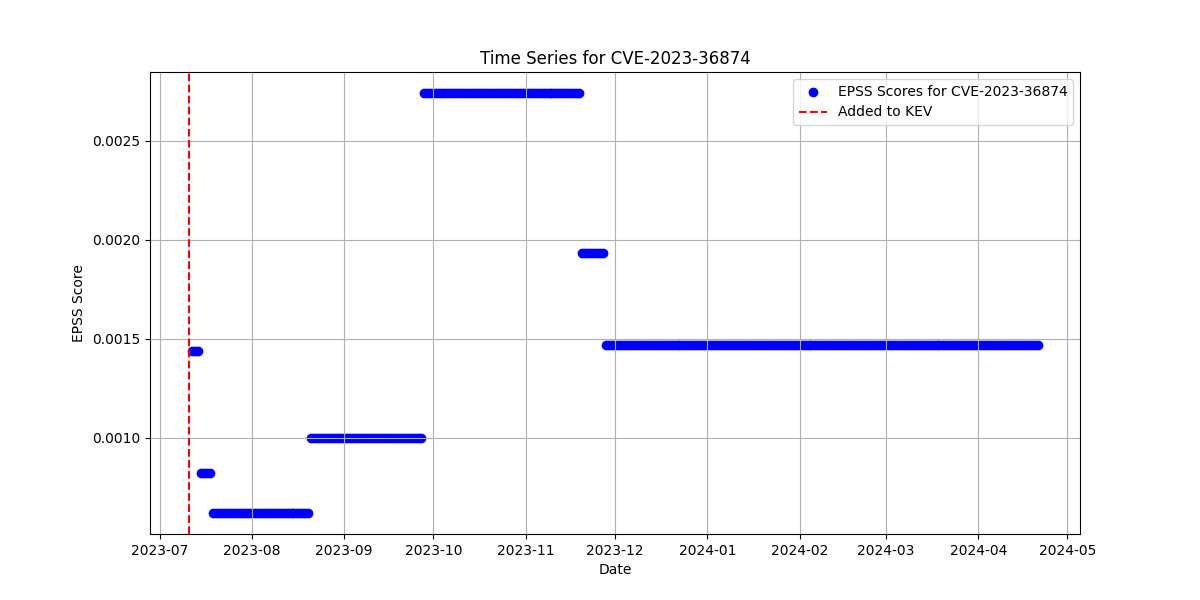 Time Series for CVE-2023-36874
EPSS Scores for CVE-2023-36874
Added to KEV
0.0025
0.0020
0.0015
0.0010
EPSS Score
2023-07 2023-08 2023-09 2023-10 2023-11 2023-12 2024-01 2024-02 2024-03 2024-04 2024-05
Date